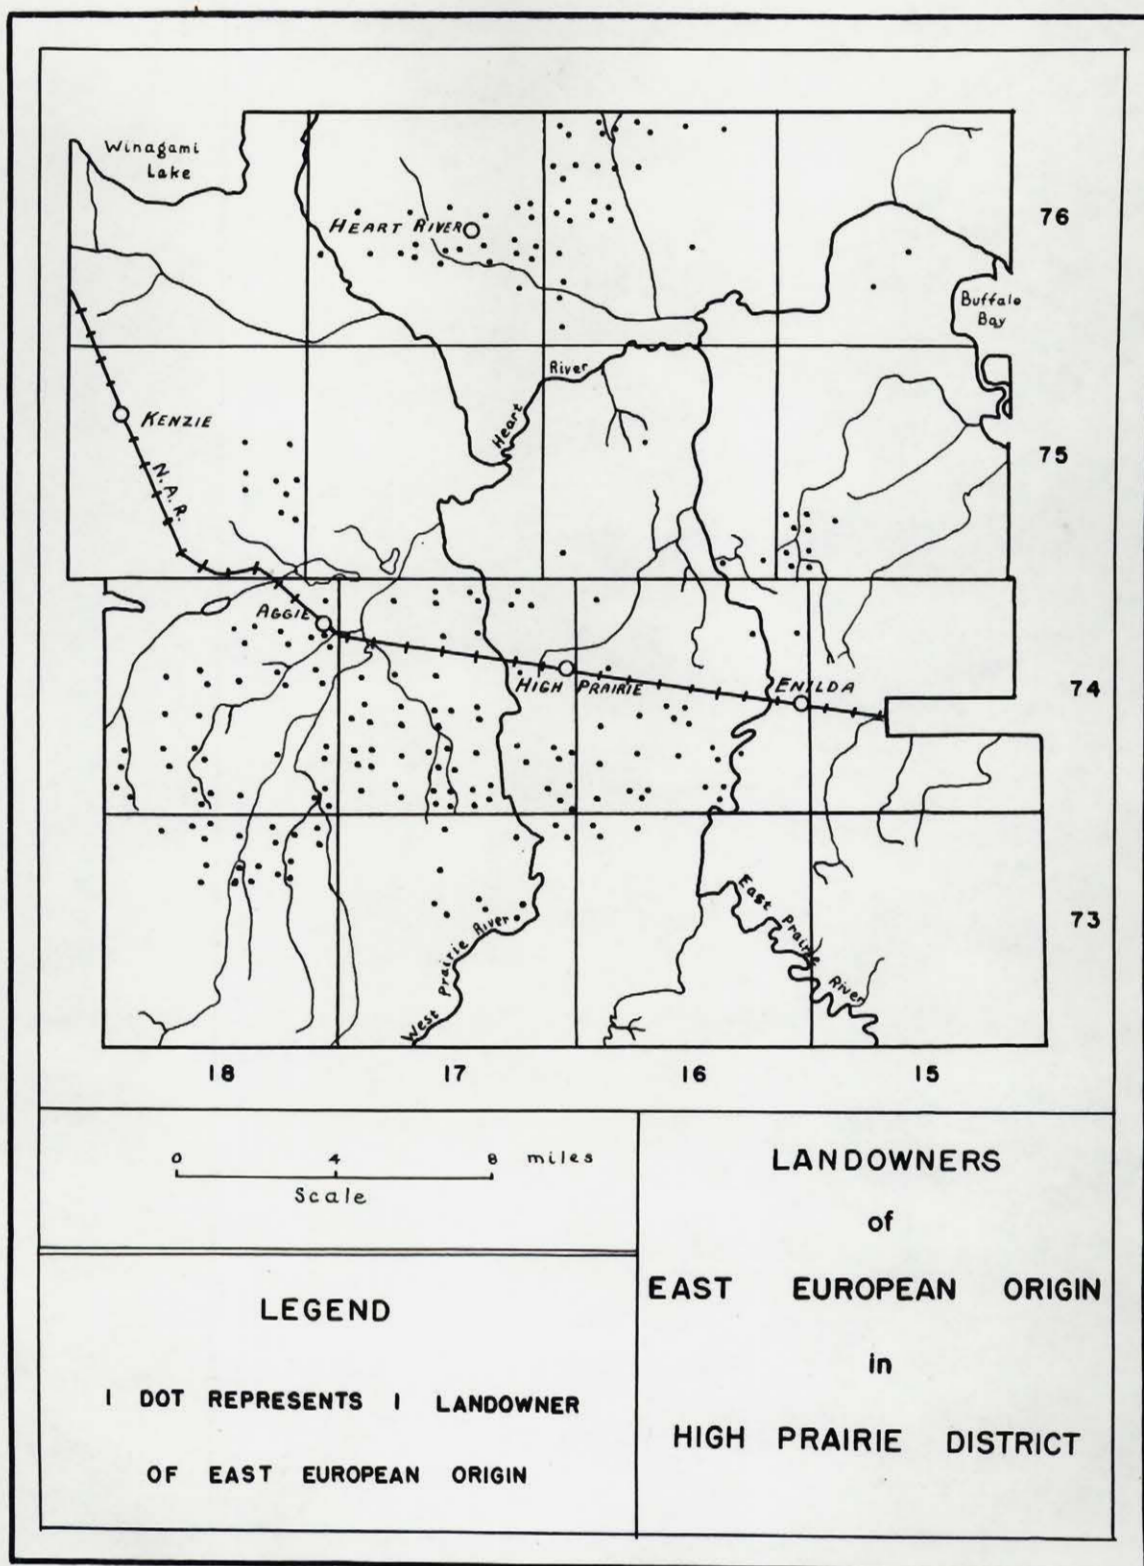 Winagami
Lake
HEART RIVER
76
Buffalo
Bay
River
Heart
KENZIE
75
N.A.R.
AGGIE
HIGH PRAIRIE
ENILDA
74
East Prairie River
West Prairie River
73
18 17 16 15
0 4 8 miles
Scale
LEGEND
1 DOT REPRESENTS 1 LANDOWNER
OF EAST EUROPEAN ORIGIN
LANDOWNERS
of
EAST EUROPEAN ORIGIN
in
HIGH PRAIRIE DISTRICT